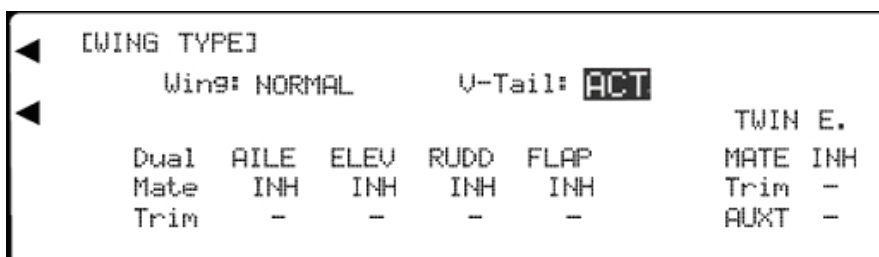 [WING TYPE]
Wing: NORMAL V-Tail: ACT
TWIN E.
Dual AILE ELEV RUDD FLAP MATE INH
Mate INH INH INH INH Trim -
Trim - - - - AUXT -